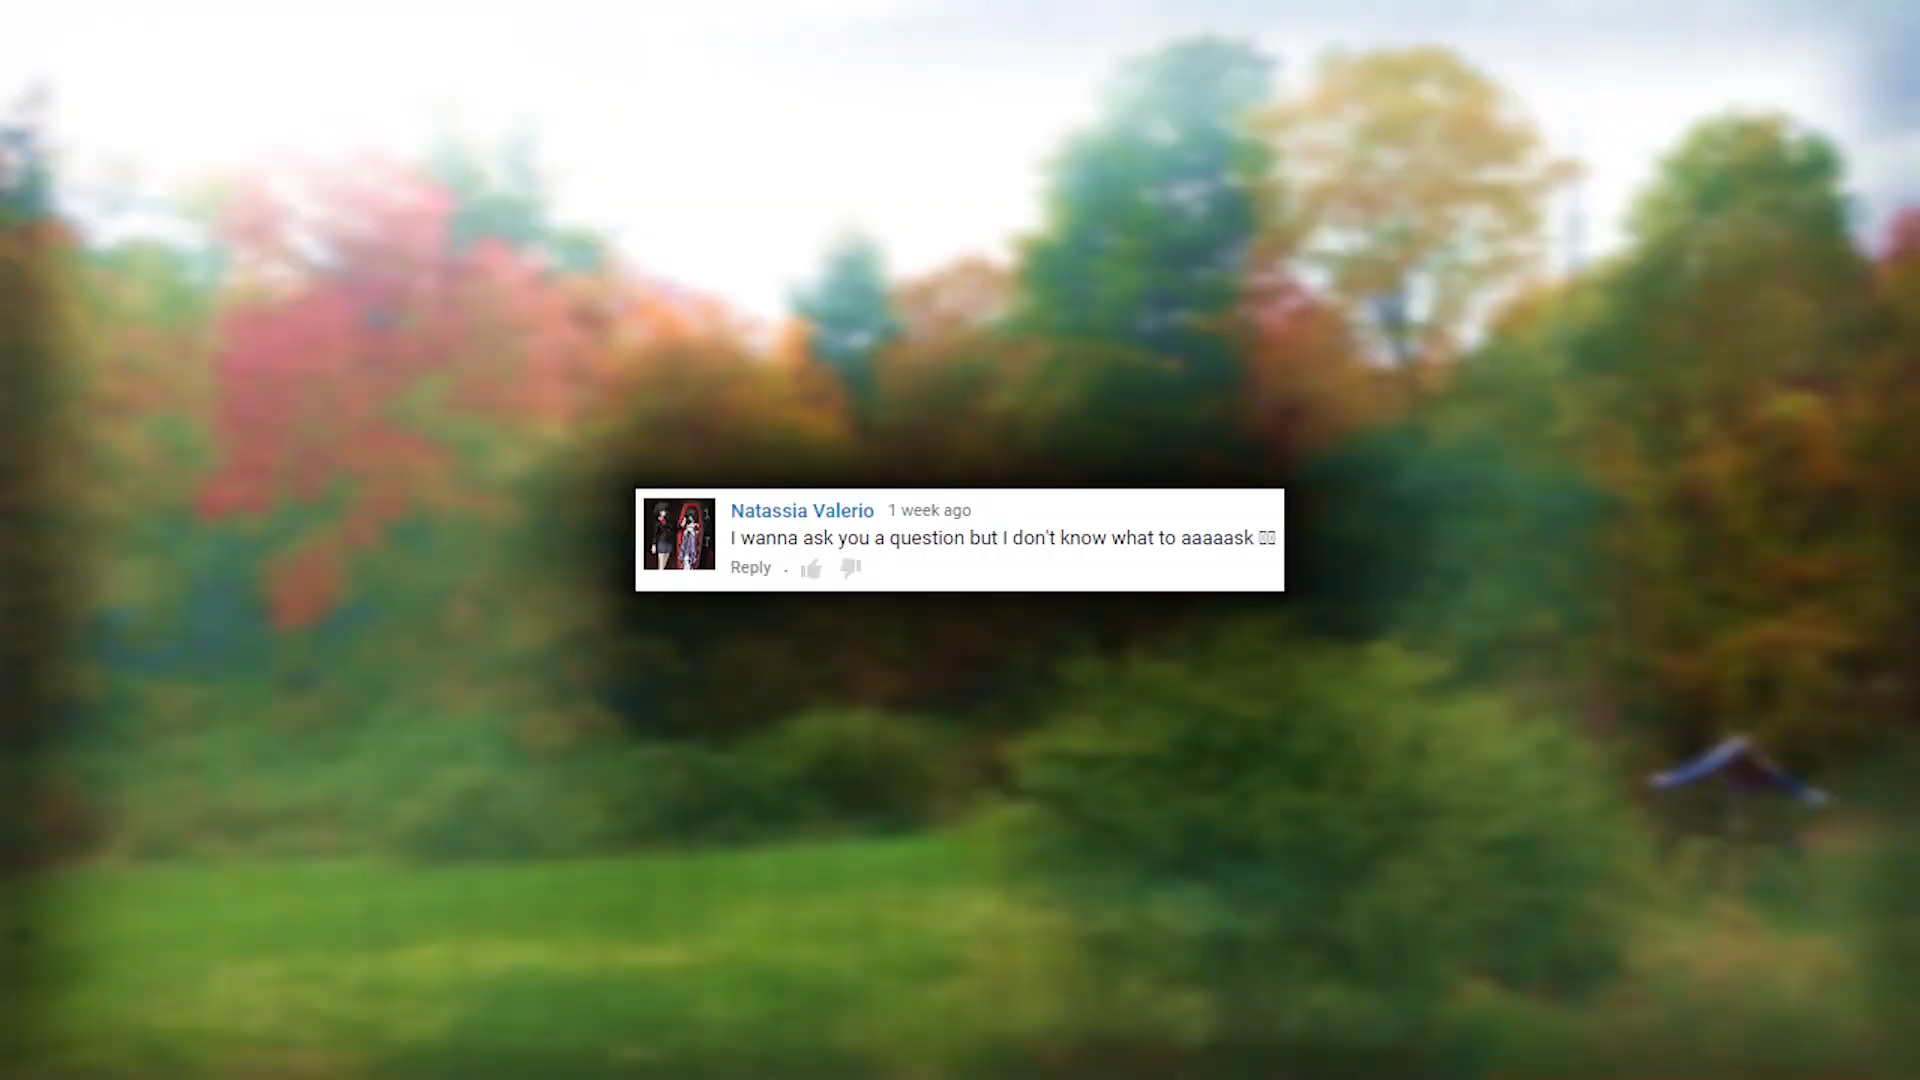 Natassia Valerio 1 week ago
I wanna ask you a question but I don't know what to aaaaask
Reply .